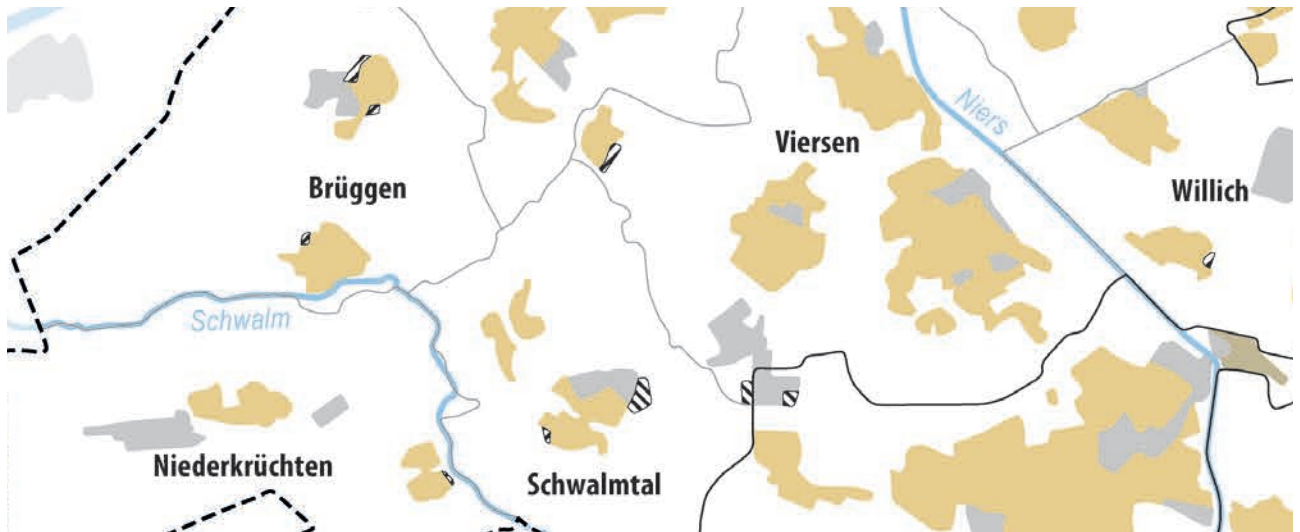 Niers
Viersen
Brüggen
Willich
Schwalm
Niederkrüchten
Schwalmtal